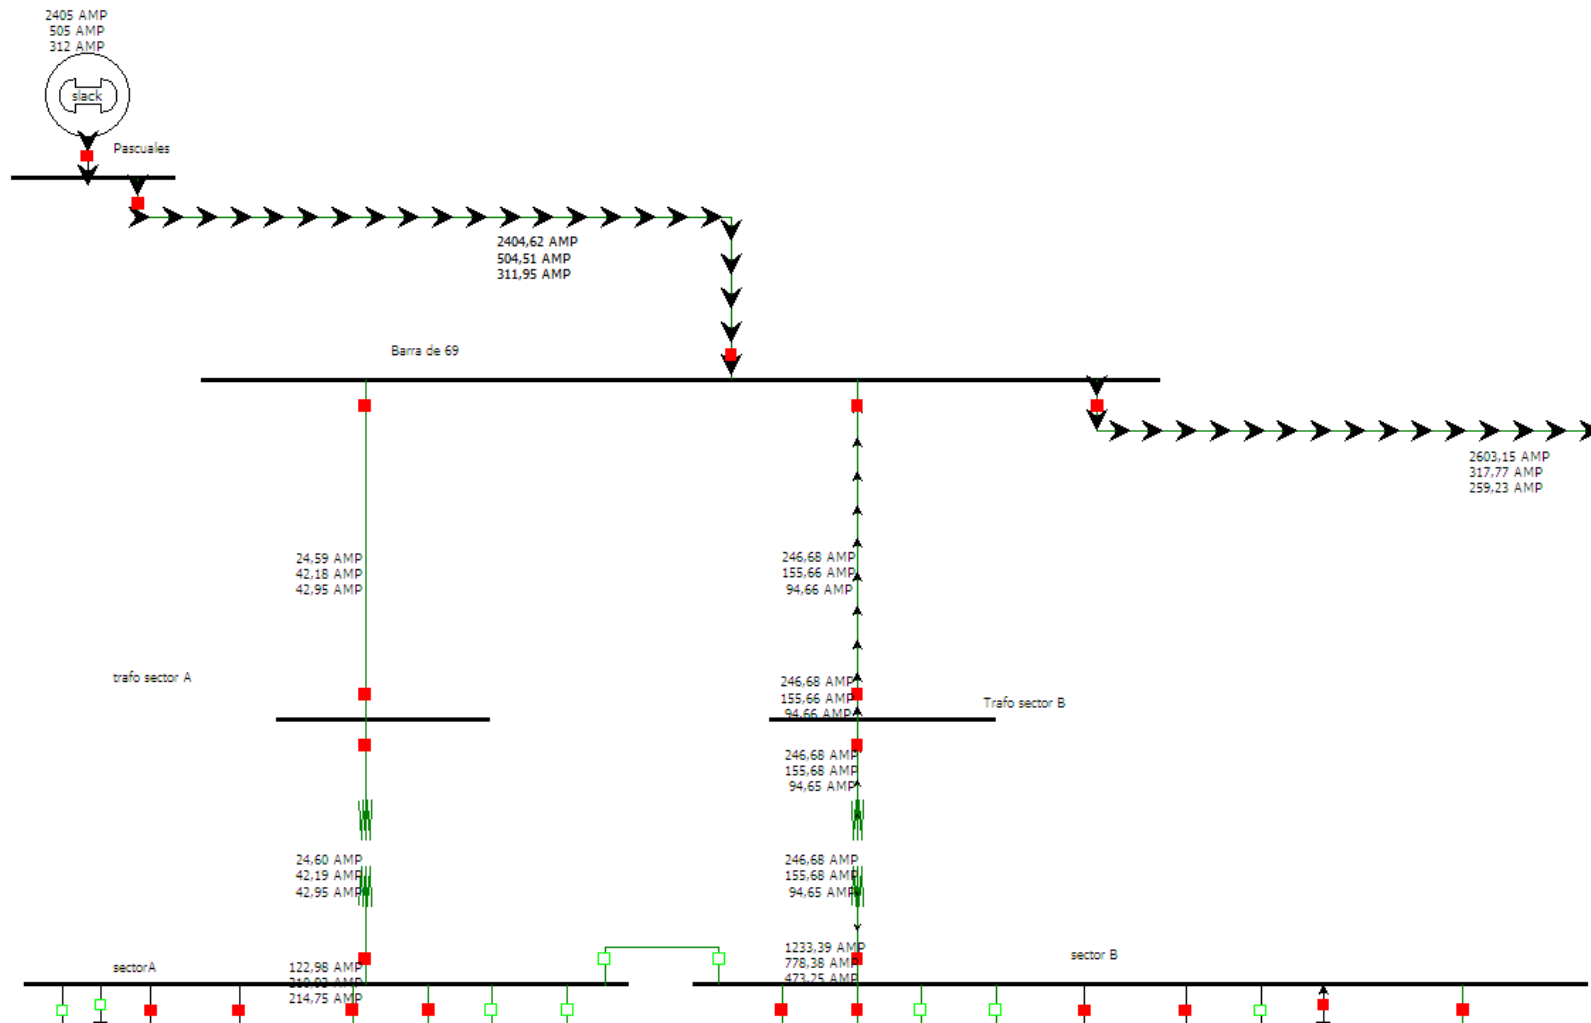 2405 AMP
505 AMP
312 AMP
slack
Pascuales
2404,62 AMP
504,51 AMP
311,95 AMP
Barra de 69
2603,15 AMP
317,77 AMP
259,23 AMP
24,59 AMP
42,18 AMP
42,95 AMP
246,68 AMP
155,66 AMP
94,66 AMP
trafo sector A
246,68 AMP
155,66 AMP
94,66 AMP
Trafo sector B
246,68 AMP
155,68 AMP
94,65 AMP
24,60 AMP
42,19 AMP
42,95 AMP
246,68 AMP
155,68 AMP
94,65 AMP
sectorA
122,98 AMP
AMP
214,75 AMP
1233,39 AMP
778,38 AMP
473,25 AMP
sector B